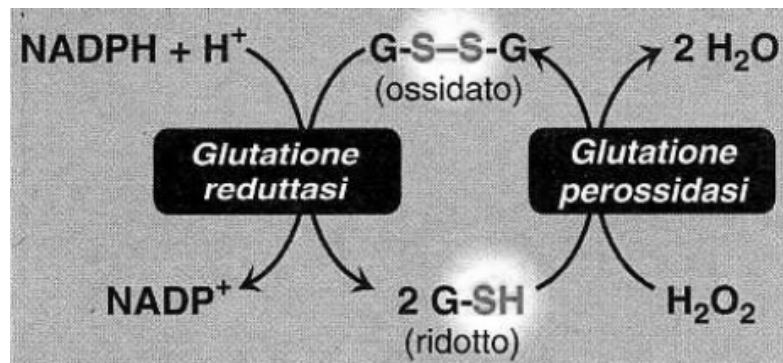 NADPH + H⁺
G-S–S-G
(ossidato)
2 H₂O
Glutatione
reduttasi
Glutatione
perossidasi
NADP⁺
2 G-SH
(ridotto)
H₂O₂